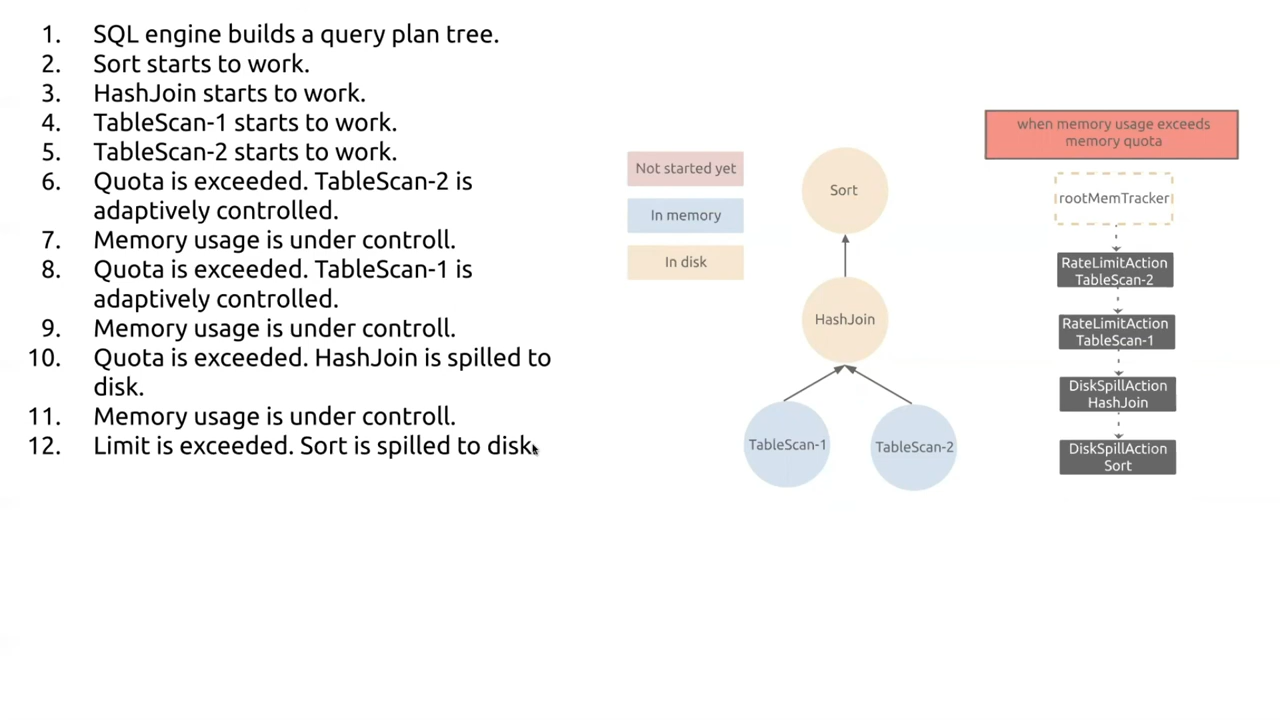 1. SQL engine builds a query plan tree.
2. Sort starts to work.
3. HashJoin starts to work.
4. TableScan-1 starts to work.
5. TableScan-2 starts to work.
6. Quota is exceeded. TableScan-2 is
adaptively controlled.
7. Memory usage is under controll.
8. Quota is exceeded. TableScan-1 is
adaptively controlled.
9. Memory usage is under controll.
10. Quota is exceeded. HashJoin is spilled to
disk.
11. Memory usage is under controll.
12. Limit is exceeded. Sort is spilled to disk.
Not started yet
In memory
In disk
Sort
HashJoin
TableScan-1
TableScan-2
when memory usage exceeds
memory quota
rootMemTracker
RateLimitAction
TableScan-2
RateLimitAction
TableScan-1
DiskSpillAction
HashJoin
DiskSpillAction
Sort